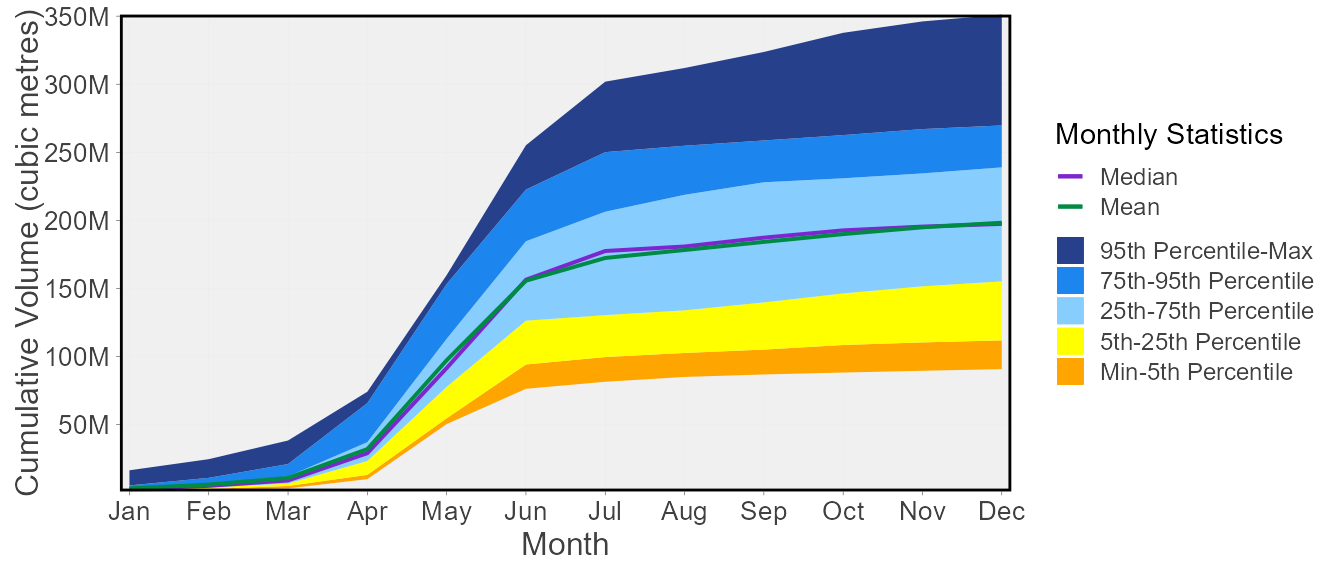 Cumulative Volume (cubic metres)
350M
300M
250M
200M
150M
100M
50M
Jan Feb Mar Apr May Jun Jul Aug Sep Oct Nov Dec
Month
Monthly Statistics
Median
Mean
95th Percentile-Max
75th-95th Percentile
25th-75th Percentile
5th-25th Percentile
Min-5th Percentile